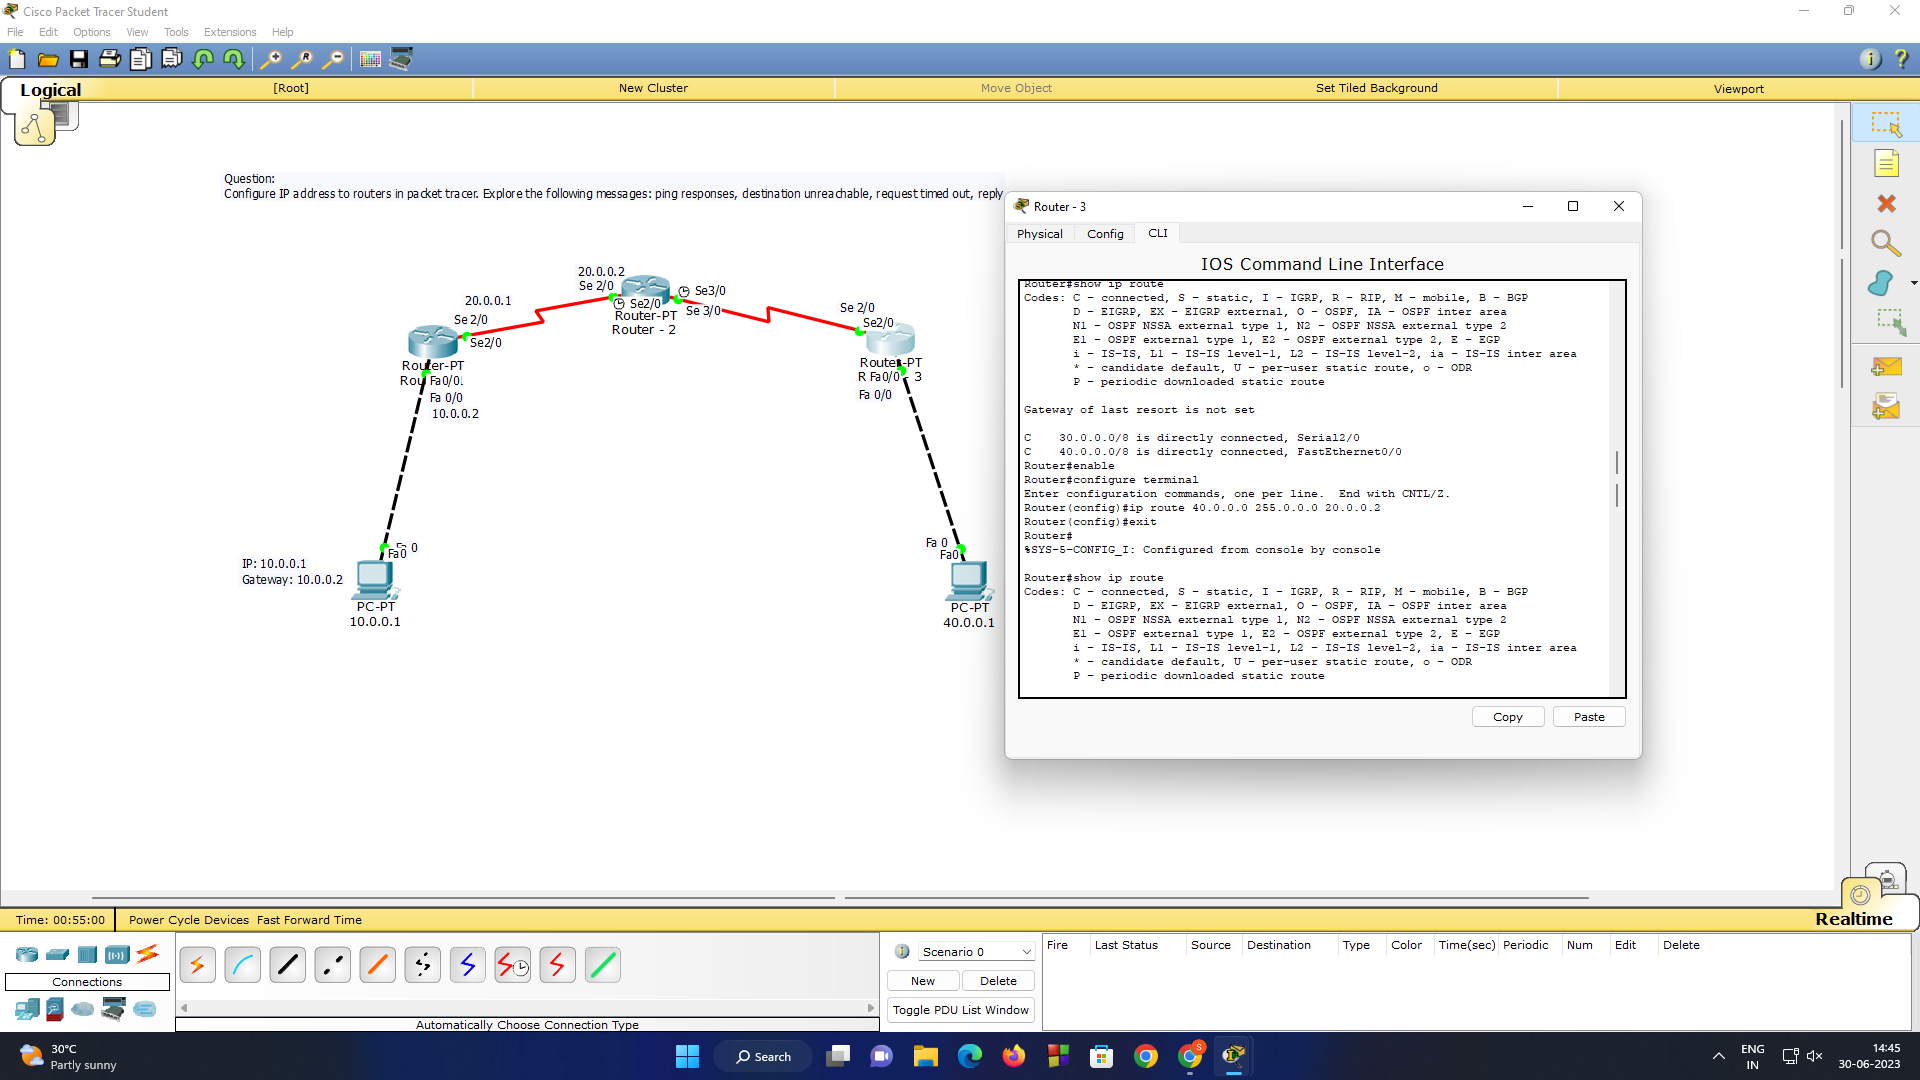 Cisco Packet Tracer Student
File Edit Options View Tools Extensions Help
Logical
[Root]
New Cluster
Move Object
Set Tiled Background
Viewport
Question:
Configure IP address to routers in packet tracer. Explore the following messages: ping responses, destination unreachable, request timed out, reply
20.0.0.2
Se 2/0
Se2/0
Se3/0
Se 3/0
Router-PT
Router - 2
20.0.0.1
Se 2/0
Se2/0
Router-PT
Rou Fa0/0.
Fa 0/0
10.0.0.2
Se 2/0
Se2/0
Router-PT
R Fa0/0 - 3
Fa 0/0
0
Fa0
IP: 10.0.0.1
Gateway: 10.0.0.2
PC-PT
10.0.0.1
Fa 0
Fa0
PC-PT
40.0.0.1
Router - 3
Physical Config CLI
IOS Command Line Interface
Router#show ip route
Codes: C - connected, S - static, I - IGRP, R - RIP, M - mobile, B - BGP
D - EIGRP, EX - EIGRP external, O - OSPF, IA - OSPF inter area
N1 - OSPF NSSA external type 1, N2 - OSPF NSSA external type 2
E1 - OSPF external type 1, E2 - OSPF external type 2, E - EGP
i - IS-IS, L1 - IS-IS level-1, L2 - IS-IS level-2, ia - IS-IS inter area
* - candidate default, U - per-user static route, o - ODR
P - periodic downloaded static route
Gateway of last resort is not set
C 30.0.0.0/8 is directly connected, Serial2/0
C 40.0.0.0/8 is directly connected, FastEthernet0/0
Router#enable
Router#configure terminal
Enter configuration commands, one per line. End with CNTL/Z.
Router(config)#ip route 40.0.0.0 255.0.0.0 20.0.0.2
Router(config)#exit
Router#
%SYS-5-CONFIG_I: Configured from console by console
Router#show ip route
Codes: C - connected, S - static, I - IGRP, R - RIP, M - mobile, B - BGP
D - EIGRP, EX - EIGRP external, O - OSPF, IA - OSPF inter area
N1 - OSPF NSSA external type 1, N2 - OSPF NSSA external type 2
E1 - OSPF external type 1, E2 - OSPF external type 2, E - EGP
i - IS-IS, L1 - IS-IS level-1, L2 - IS-IS level-2, ia - IS-IS inter area
* - candidate default, U - per-user static route, o - ODR
P - periodic downloaded static route
Copy Paste
Time: 00:55:00 Power Cycle Devices Fast Forward Time
Realtime
Connections
Automatically Choose Connection Type
Scenario 0
New Delete
Toggle PDU List Window
Fire Last Status Source Destination Type Color Time(sec) Periodic Num Edit Delete
30°C
Partly sunny
Search
S
ENG
IN
14:45
30-06-2023